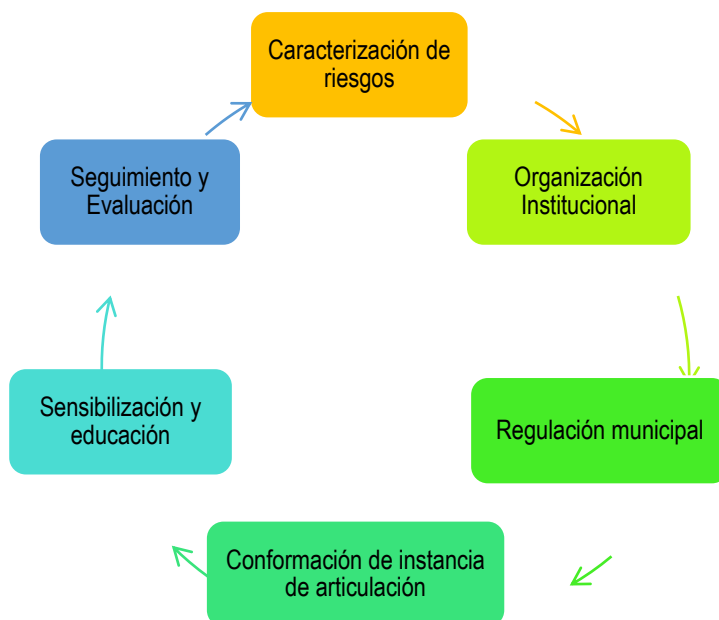 Caracterización de
riesgos
Organización
Institucional
Regulación municipal
Conformación de instancia
de articulación
Sensibilización y
educación
Seguimiento y
Evaluación